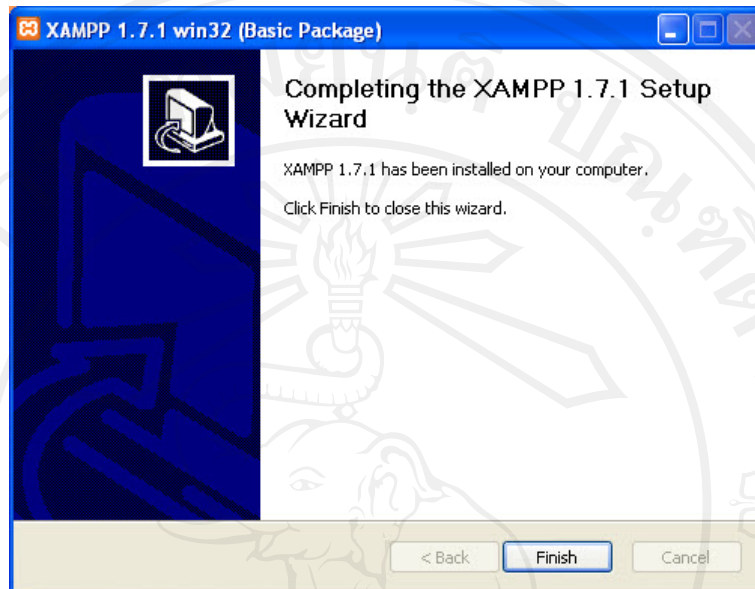 XAMPP 1.7.1 win32 (Basic Package)
Completing the XAMPP 1.7.1 Setup
Wizard
XAMPP 1.7.1 has been installed on your computer.
Click Finish to close this wizard.
< Back Finish Cancel